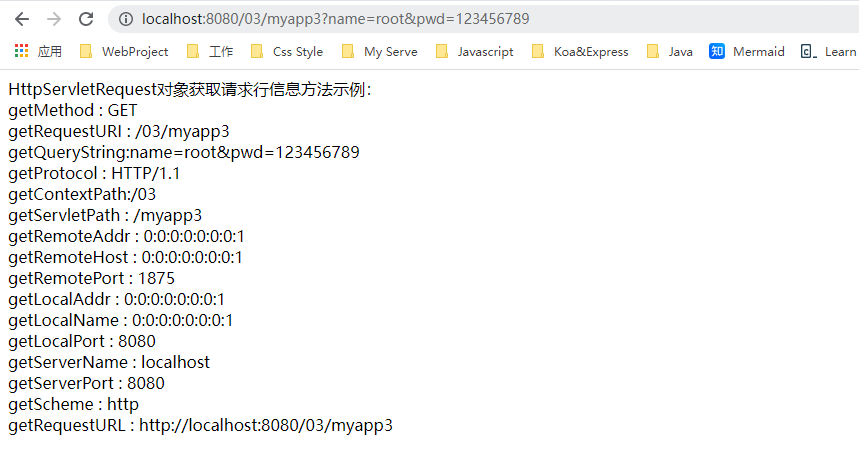 localhost:8080/03/myapp3?name=root&pwd=123456789
应用 WebProject 工作 Css Style My Serve Javascript Koa&Express Java 知 Mermaid Learn
HttpServletRequest对象获取请求行信息方法示例：
getMethod : GET
getRequestURI : /03/myapp3
getQueryString:name=root&pwd=123456789
getProtocol : HTTP/1.1
getContextPath:/03
getServletPath : /myapp3
getRemoteAddr : 0:0:0:0:0:0:0:1
getRemoteHost : 0:0:0:0:0:0:0:1
getRemotePort : 1875
getLocalAddr : 0:0:0:0:0:0:0:1
getLocalName : 0:0:0:0:0:0:0:1
getLocalPort : 8080
getServerName : localhost
getServerPort : 8080
getScheme : http
getRequestURL : http://localhost:8080/03/myapp3